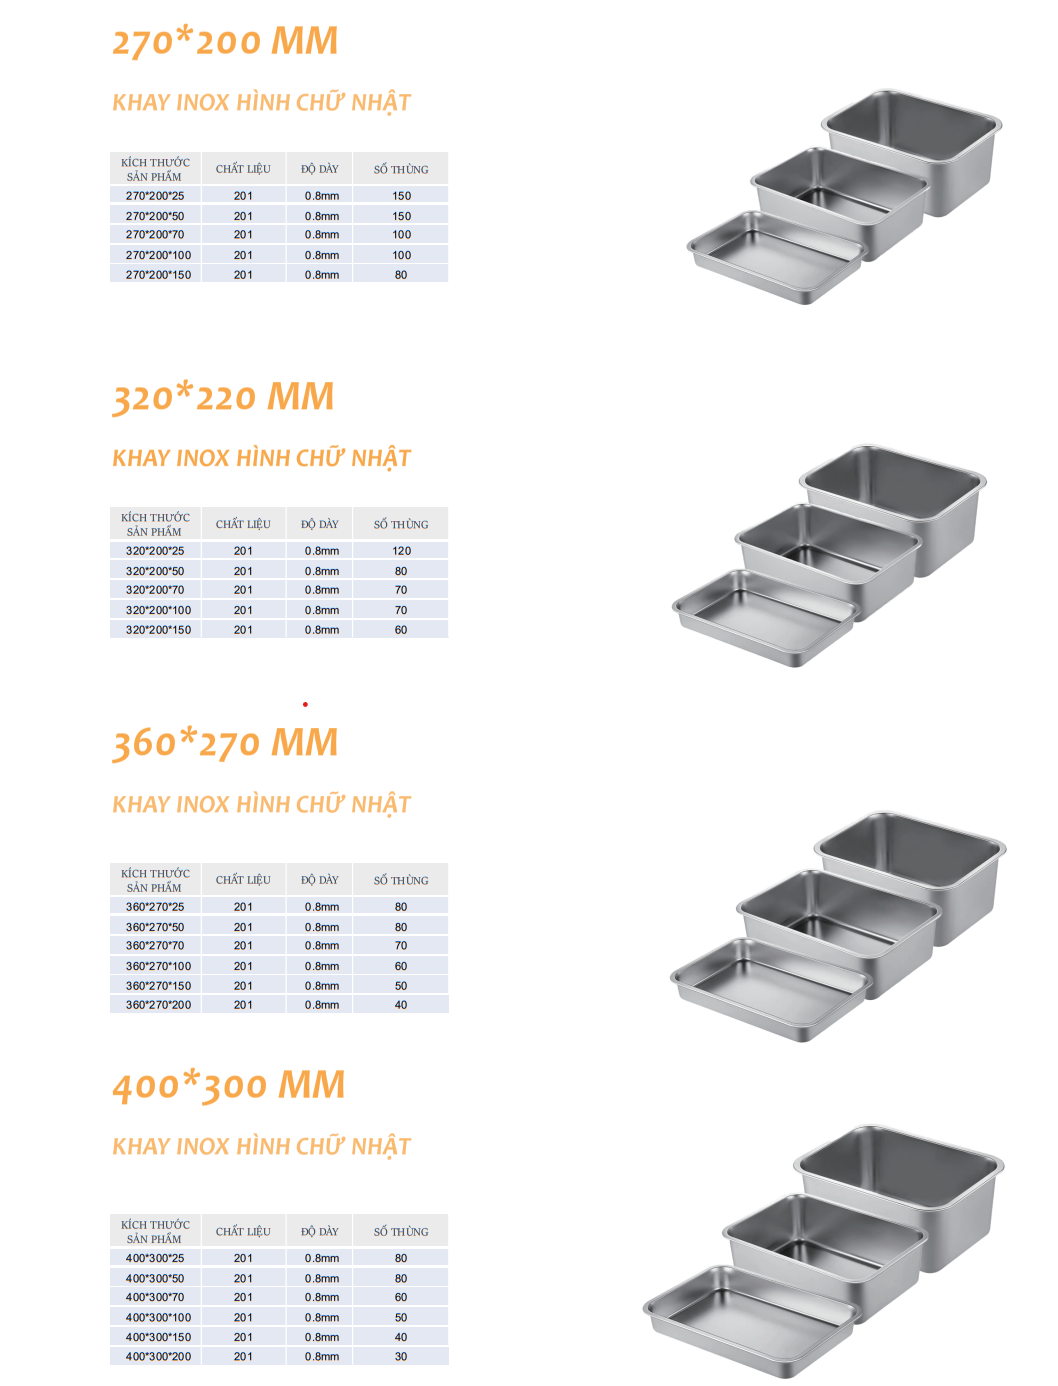 270*200 MM
KHAY INOX HÌNH CHỮ NHẬT
KÍCH THƯỚC SẢN PHẨM CHẤT LIỆU ĐỘ DÀY SỐ THÙNG
270*200*25 201 0.8mm 150
270*200*50 201 0.8mm 150
270*200*70 201 0.8mm 100
270*200*100 201 0.8mm 100
270*200*150 201 0.8mm 80
320*220 MM
KHAY INOX HÌNH CHỮ NHẬT
KÍCH THƯỚC SẢN PHẨM CHẤT LIỆU ĐỘ DÀY SỐ THÙNG
320*200*25 201 0.8mm 120
320*200*50 201 0.8mm 80
320*200*70 201 0.8mm 70
320*200*100 201 0.8mm 70
320*200*150 201 0.8mm 60
360*270 MM
KHAY INOX HÌNH CHỮ NHẬT
KÍCH THƯỚC SẢN PHẨM CHẤT LIỆU ĐỘ DÀY SỐ THÙNG
360*270*25 201 0.8mm 80
360*270*50 201 0.8mm 80
360*270*70 201 0.8mm 70
360*270*100 201 0.8mm 60
360*270*150 201 0.8mm 50
360*270*200 201 0.8mm 40
400*300 MM
KHAY INOX HÌNH CHỮ NHẬT
KÍCH THƯỚC SẢN PHẨM CHẤT LIỆU ĐỘ DÀY SỐ THÙNG
400*300*25 201 0.8mm 80
400*300*50 201 0.8mm 80
400*300*70 201 0.8mm 60
400*300*100 201 0.8mm 50
400*300*150 201 0.8mm 40
400*300*200 201 0.8mm 30